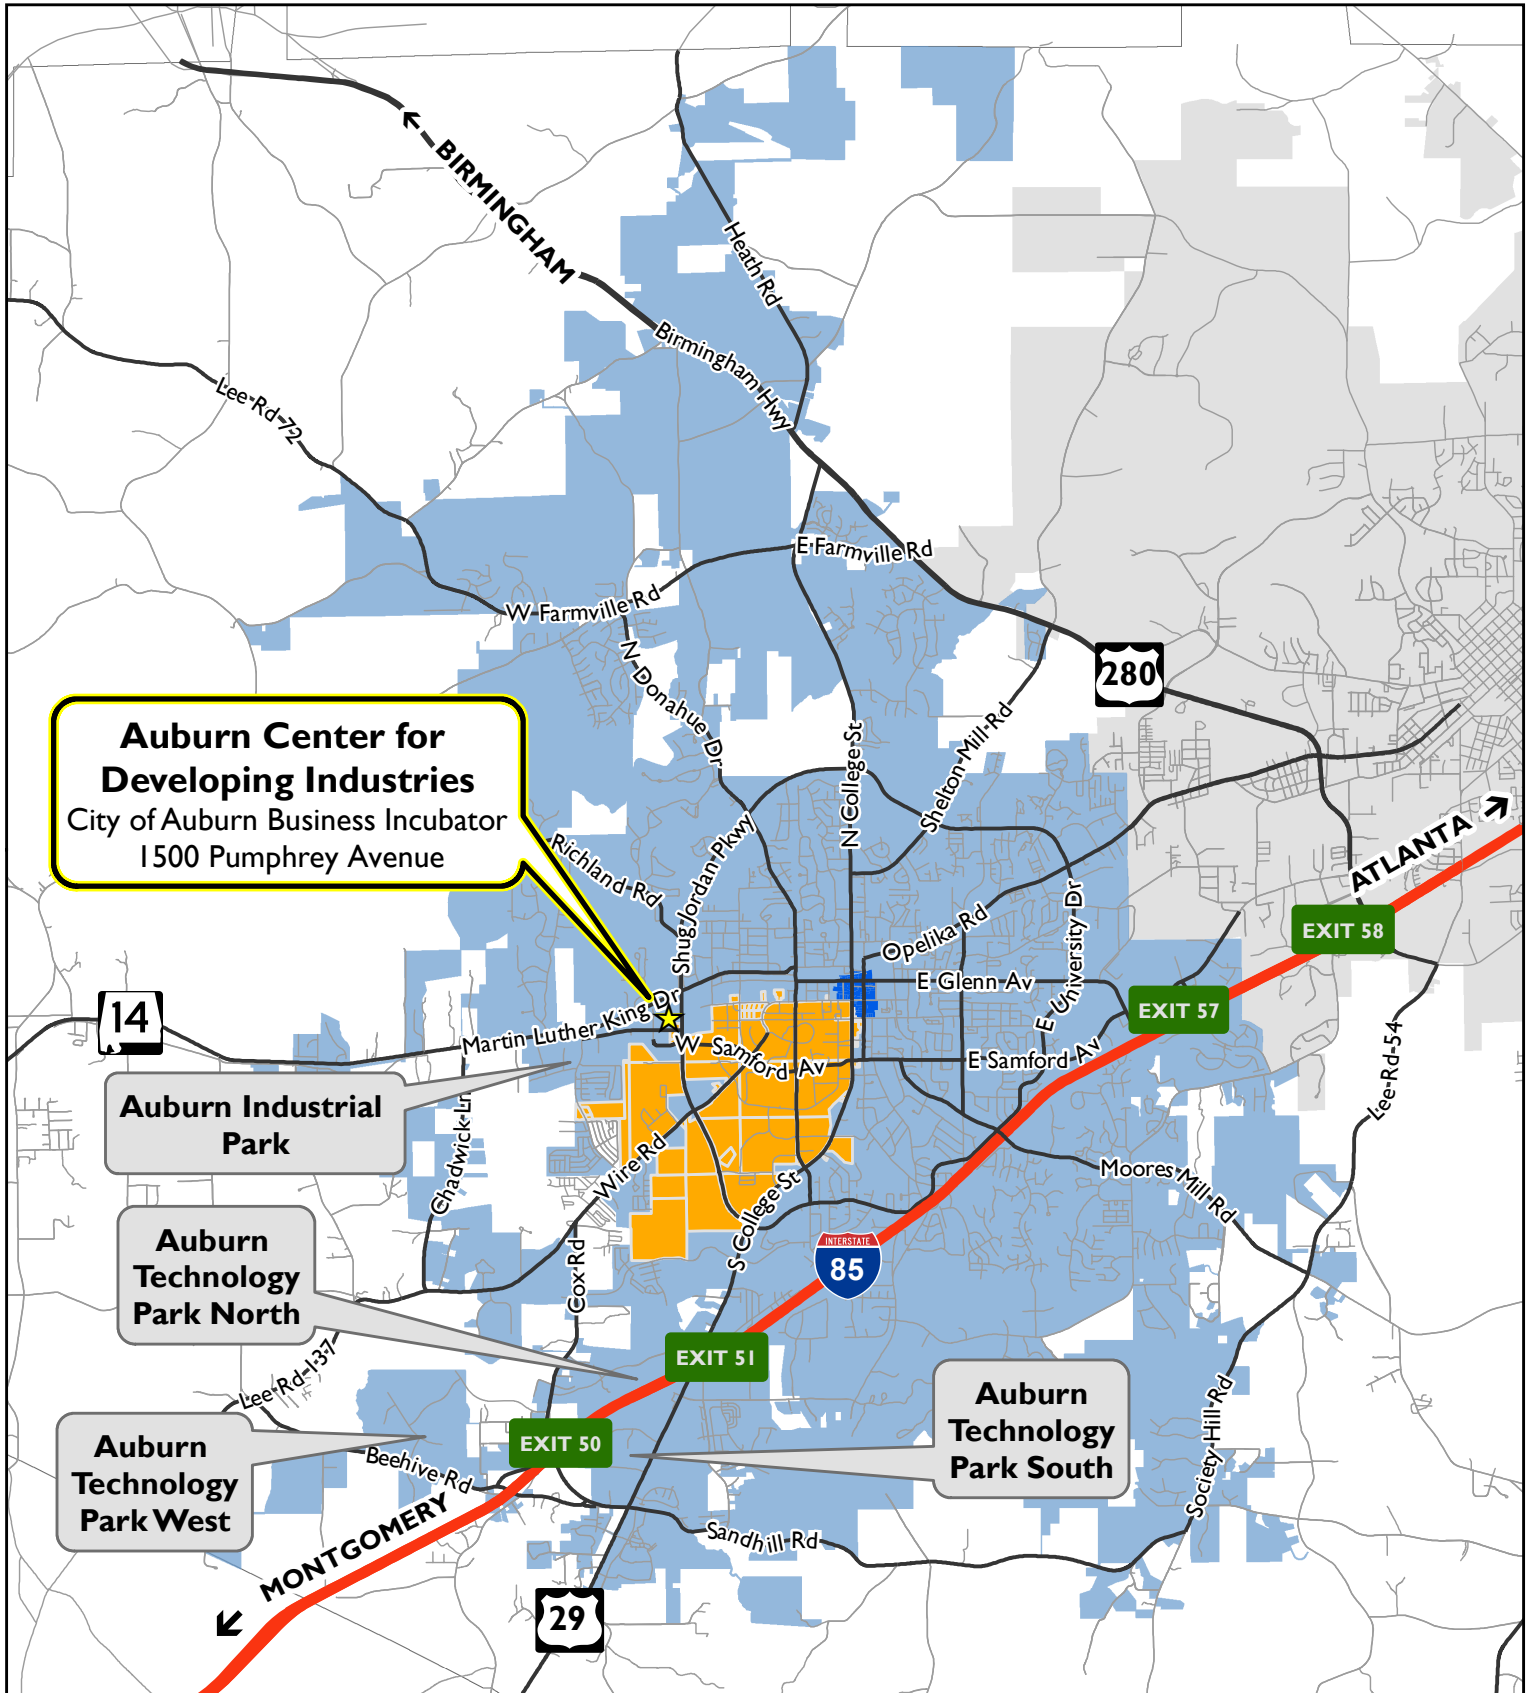 BIRMINGHAM
Heath Rd
Birmingham Hwy
Lee Rd 72
E Farmville Rd
W Farmville Rd
N Donahue Dr
280
Auburn Center for
Developing Industries
City of Auburn Business Incubator
1500 Pumphrey Avenue
N College St
Shelton Mill Rd
Shug Jordan Pkwy
Richland Rd
ATLANTA
Opelika Rd
E University Dr
EXIT 58
E Glenn Av
EXIT 57
14
Martin Luther King Dr
W Samford Av
E Samford Av
Lee Rd 54
Auburn Industrial
Park
Chadwick Ln
Wire Rd
Moores Mill Rd
S College St
Auburn
Technology
Park North
Cox Rd
INTERSTATE
85
EXIT 51
Lee Rd 137
Auburn
Technology
Park South
Society Hill Rd
Auburn
Technology
Park West
EXIT 50
Beehive Rd
MONTGOMERY
Sandhill Rd
29